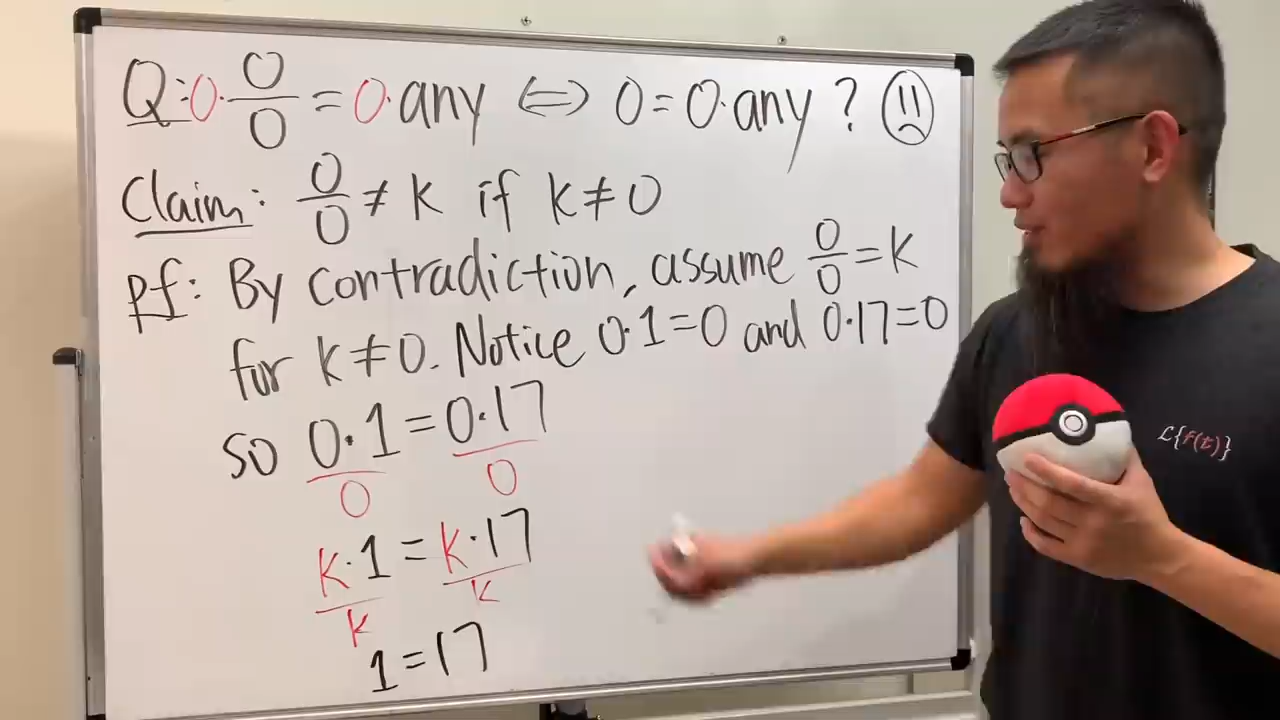 Q: 0·0/0 = 0·any ⇔ 0=0·any ?
Claim: 0/0 ≠ k if k≠0
pf: By contradiction, assume 0/0 = k
for k≠0. Notice 0·1=0 and 0·17=0
so 0·1/0 = 0·17/0
k·1/k = k·17/k
1=17
ℒ{f(t)}